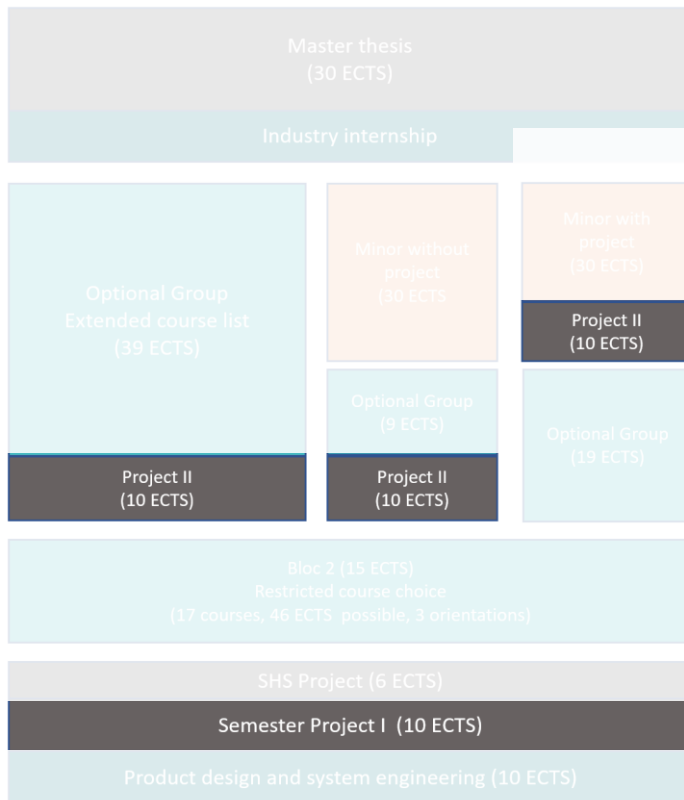 Master thesis
(30 ECTS)
Industry internship
Optional Group
Extended course list
(39 ECTS)
Project II
(10 ECTS)
Minor without
project
(30 ECTS
Optional Group
(9 ECTS)
Project II
(10 ECTS)
Minor with
project
(30 ECTS)
Project II
(10 ECTS)
Optional Group
(19 ECTS)
Bloc 2 (15 ECTS)
Restricted course choice
(17 courses, 46 ECTS possible, 3 orientations)
SHS Project (6 ECTS)
Semester Project I (10 ECTS)
Product design and system engineering (10 ECTS)